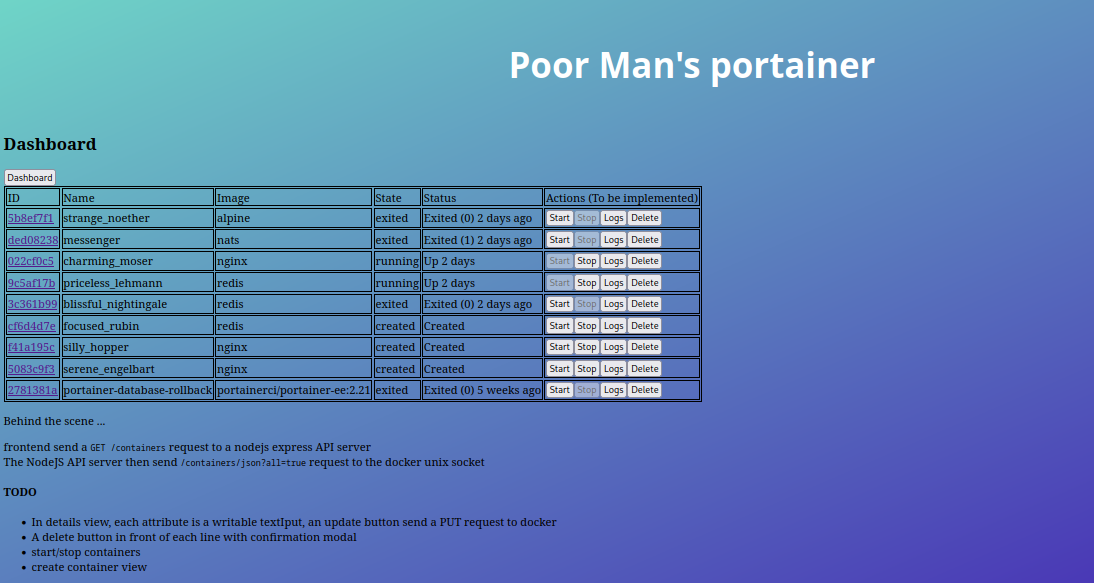 Poor Man's portainer
Dashboard
Dashboard
ID Name Image State Status Actions (To be implemented)
5b8ef7f1 strange_noether alpine exited Exited (0) 2 days ago Start Stop Logs Delete
ded08238 messenger nats exited Exited (1) 2 days ago Start Stop Logs Delete
022cf0c5 charming_moser nginx running Up 2 days Start Stop Logs Delete
9c5af17b priceless_lehmann redis running Up 2 days Start Stop Logs Delete
3c361b99 blissful_nightingale redis exited Exited (0) 2 days ago Start Stop Logs Delete
cf6d4d7e focused_rubin redis created Created Start Stop Logs Delete
f41a195c silly_hopper nginx created Created Start Stop Logs Delete
5083c9f3 serene_engelbart nginx created Created Start Stop Logs Delete
2781381a portainer-database-rollback portainerci/portainer-ee:2.21 exited Exited (0) 5 weeks ago Start Stop Logs Delete
Behind the scene ...
frontend send a GET /containers request to a nodejs express API server
The NodeJS API server then send /containers/json?all=true request to the docker unix socket
TODO
• In details view, each attribute is a writable textIput, an update button send a PUT request to docker
• A delete button in front of each line with confirmation modal
• start/stop containers
• create container view